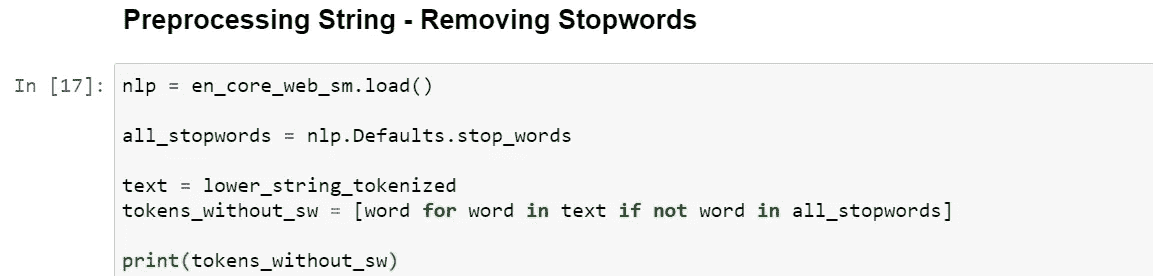 Preprocessing String - Removing Stopwords
In [17]: nlp = en_core_web_sm.load()
all_stopwords = nlp.Defaults.stop_words
text = lower_string_tokenized
tokens_without_sw = [word for word in text if not word in all_stopwords]
print(tokens_without_sw)